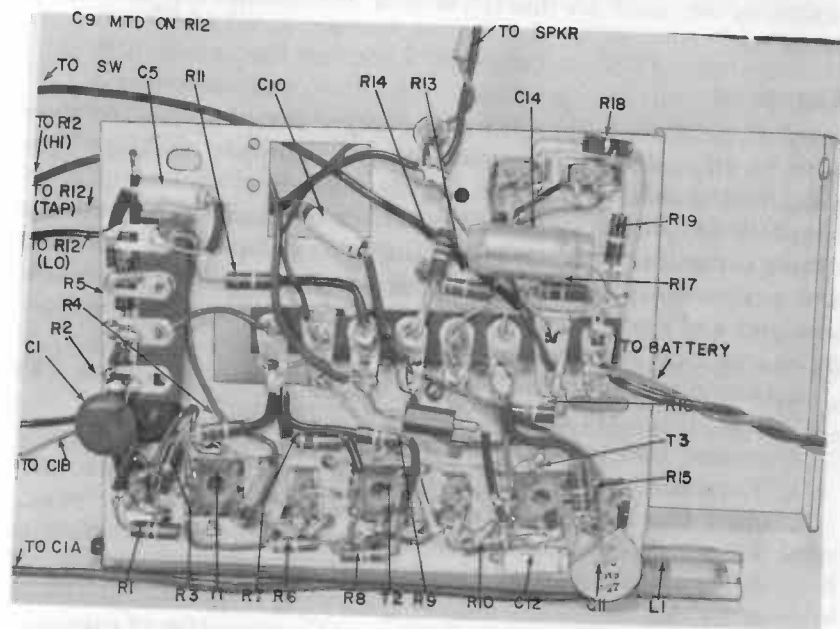 C9 MTD ON R12
TO SPKR
TO SW
C5
R11
C10
R14
R13
C14
R18
TO R12
(HI)
TO R12
(TAP)
TO R12
(LO)
R19
R5
R17
R4
R2
TO BATTERY
C1
T3
TO C1B
R15
TO C1A
R1
R3
T1
R7
R6
R8
T2
R9
R10
C12
C11
L1